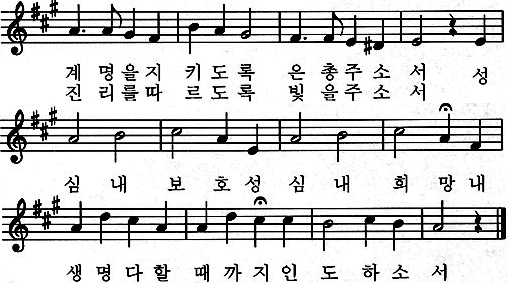 계 명 을 지 키 도 록 은 총 주 소 서 성
진 리 를 따 르 도 록 빛 을 주 소 서
심 내 보 호 성 심 내 희 망 내
생 명 다 할 때 까 지 인 도 하 소 서